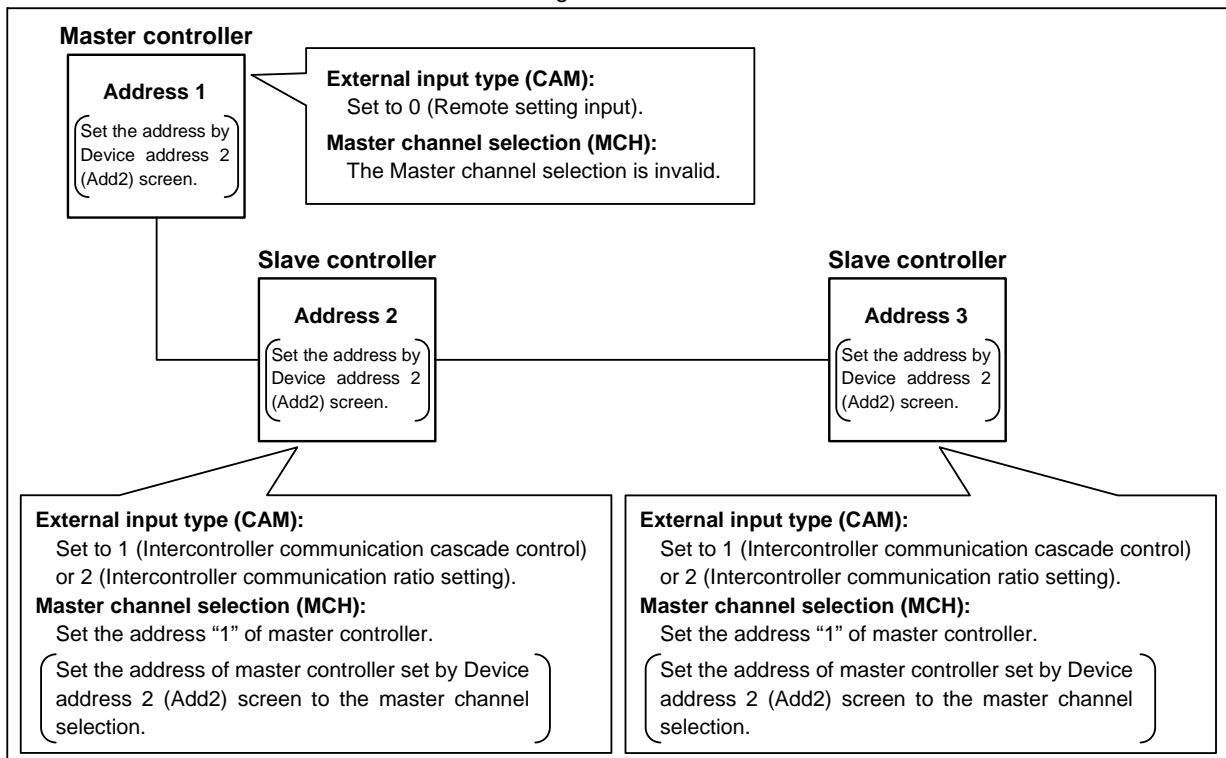 Master controller
Address 1
Set the address by
Device address 2
(Add2) screen.
External input type (CAM):
Set to 0 (Remote setting input).
Master channel selection (MCH):
The Master channel selection is invalid.
Slave controller
Address 2
Set the address by
Device address 2
(Add2) screen.
Slave controller
Address 3
Set the address by
Device address 2
(Add2) screen.
External input type (CAM):
Set to 1 (Intercontroller communication cascade control)
or 2 (Intercontroller communication ratio setting).
Master channel selection (MCH):
Set the address “1” of master controller.
Set the address of master controller set by Device
address 2 (Add2) screen to the master channel
selection.
External input type (CAM):
Set to 1 (Intercontroller communication cascade control)
or 2 (Intercontroller communication ratio setting).
Master channel selection (MCH):
Set the address “1” of master controller.
Set the address of master controller set by Device
address 2 (Add2) screen to the master channel
selection.